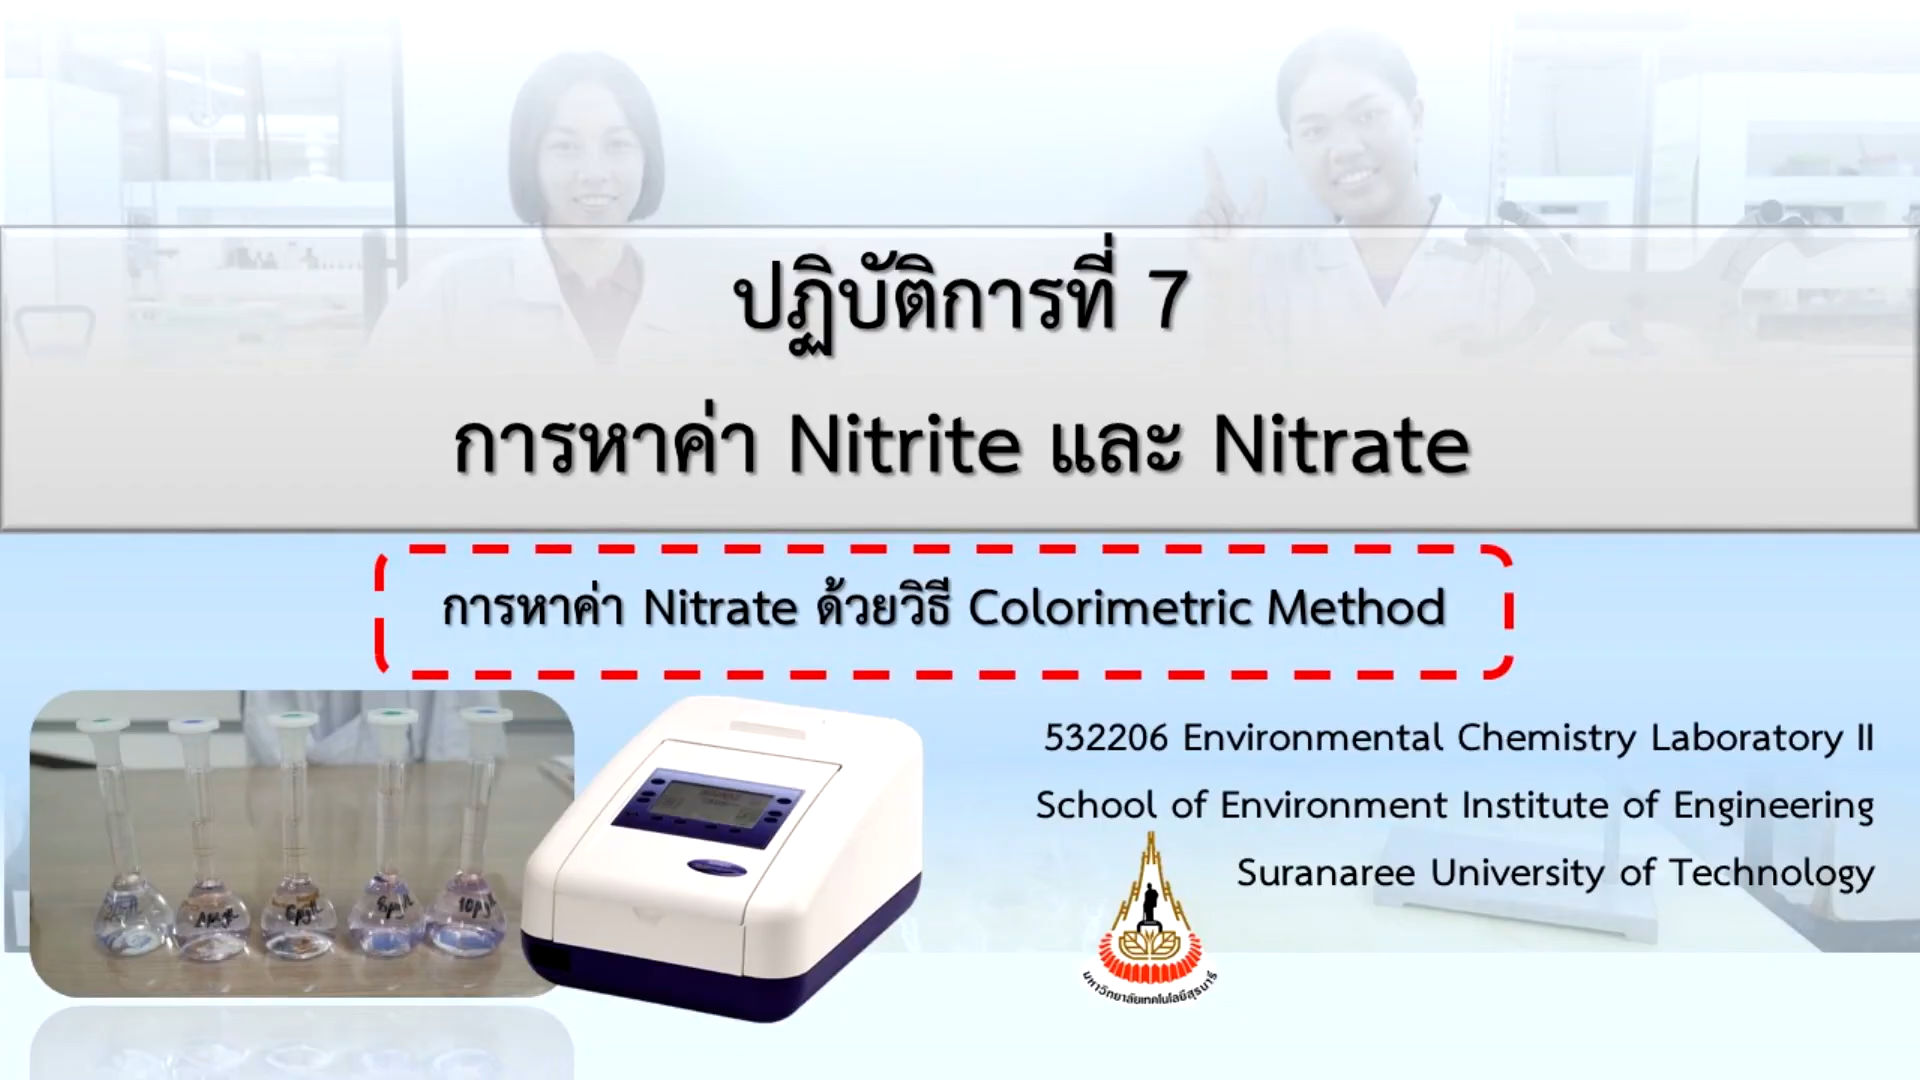 ปฏิบัติการที่ 7
การหาค่า Nitrite และ Nitrate
การหาค่า Nitrate ด้วยวิธี Colorimetric Method
532206 Environmental Chemistry Laboratory II
School of Environment Institute of Engineering
Suranaree University of Technology
มหาวิทยาลัยเทคโนโลยีสุรนารี
6µg/L
8µg/L
10µg/L